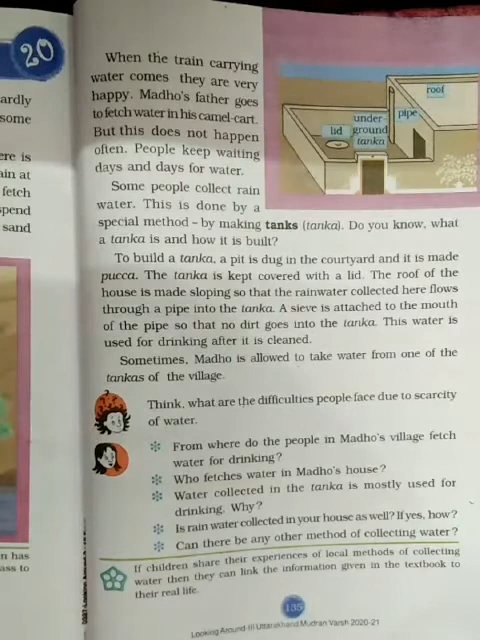 20
ardly
some
ere is
ain at
fetch
spend
sand
n has
ass to
When the train carrying
water comes they are very
happy. Madho's father goes
to fetch water in his camel-cart.
But this does not happen
often. People keep waiting
days and days for water.
Some people collect rain
water. This is done by a
special method – by making tanks (tanka). Do you know, what
a tanka is and how it is built?
roof
pipe
under-
ground
tanka
lid
To build a tanka, a pit is dug in the courtyard and it is made
pucca. The tanka is kept covered with a lid. The roof of the
house is made sloping so that the rainwater collected here flows
through a pipe into the tanka. A sieve is attached to the mouth
of the pipe so that no dirt goes into the tanka. This water is
used for drinking after it is cleaned.
Sometimes, Madho is allowed to take water from one of the
tankas of the village.
Think, what are the difficulties people face due to scarcity
of water.
From where do the people in Madho's village fetch
water for drinking?
Who fetches water in Madho's house?
Water collected in the tanka is mostly used for
drinking. Why?
Is rain water collected in your house as well? If yes, how?
Can there be any other method of collecting water?
If children share their experiences of local methods of collecting
water then they can link the information given in the textbook to
their real life.
135
Looking Around-III Uttarakhand Mudran Varsh 2020-21